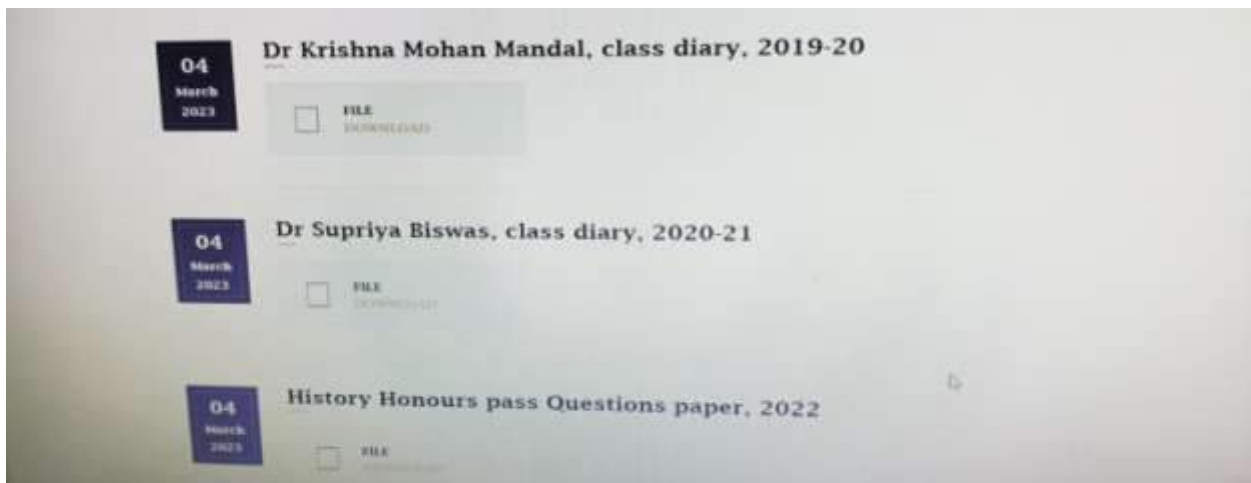 04
March
2023
Dr Krishna Mohan Mandal, class diary, 2019-20
FILE
DOWNLOAD
04
March
2023
Dr Supriya Biswas, class diary, 2020-21
FILE
DOWNLOAD
04
March
2023
History Honours pass Questions paper, 2022
FILE